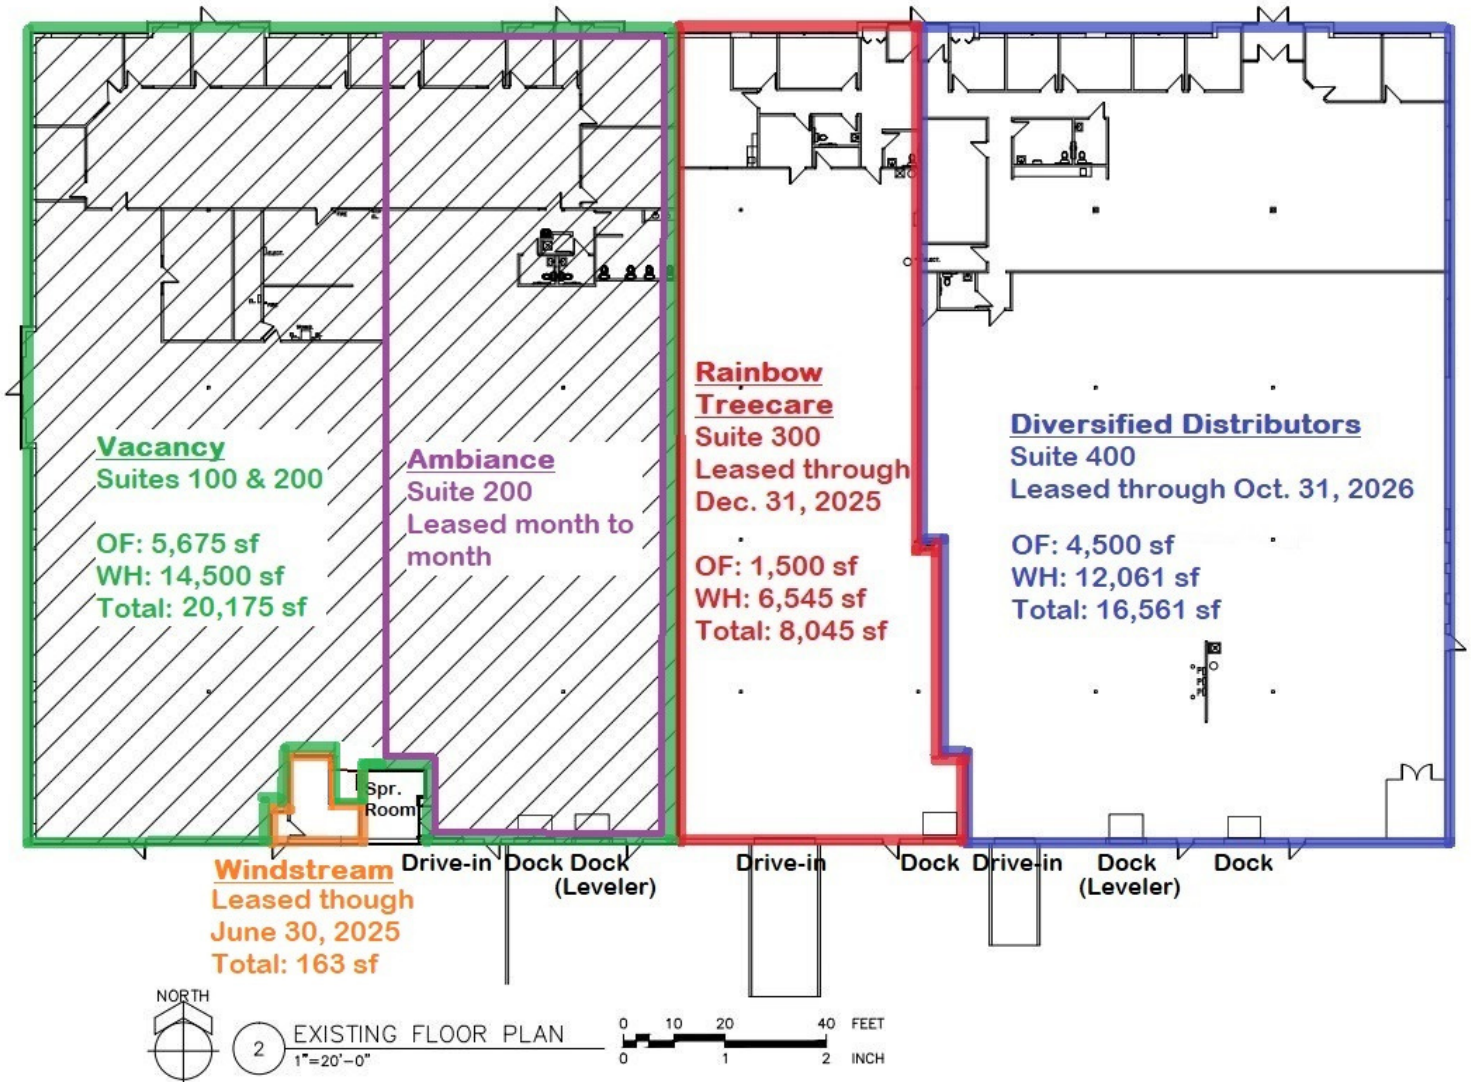 Vacancy
Suites 100 & 200
OF: 5,675 sf
WH: 14,500 sf
Total: 20,175 sf
Ambiance
Suite 200
Leased month to
month
Rainbow
Treecare
Suite 300
Leased through
Dec. 31, 2025
OF: 1,500 sf
WH: 6,545 sf
Total: 8,045 sf
Diversified Distributors
Suite 400
Leased through Oct. 31, 2026
OF: 4,500 sf
WH: 12,061 sf
Total: 16,561 sf
Spr.
Room
Windstream
Leased though
June 30, 2025
Total: 163 sf
Drive-in
Dock
Dock
(Leveler)
Drive-in
Dock
Drive-in
Dock
(Leveler)
Dock
NORTH
2
EXISTING FLOOR PLAN
1"=20'-0"
0 10 20 40 FEET
0 1 2 INCH